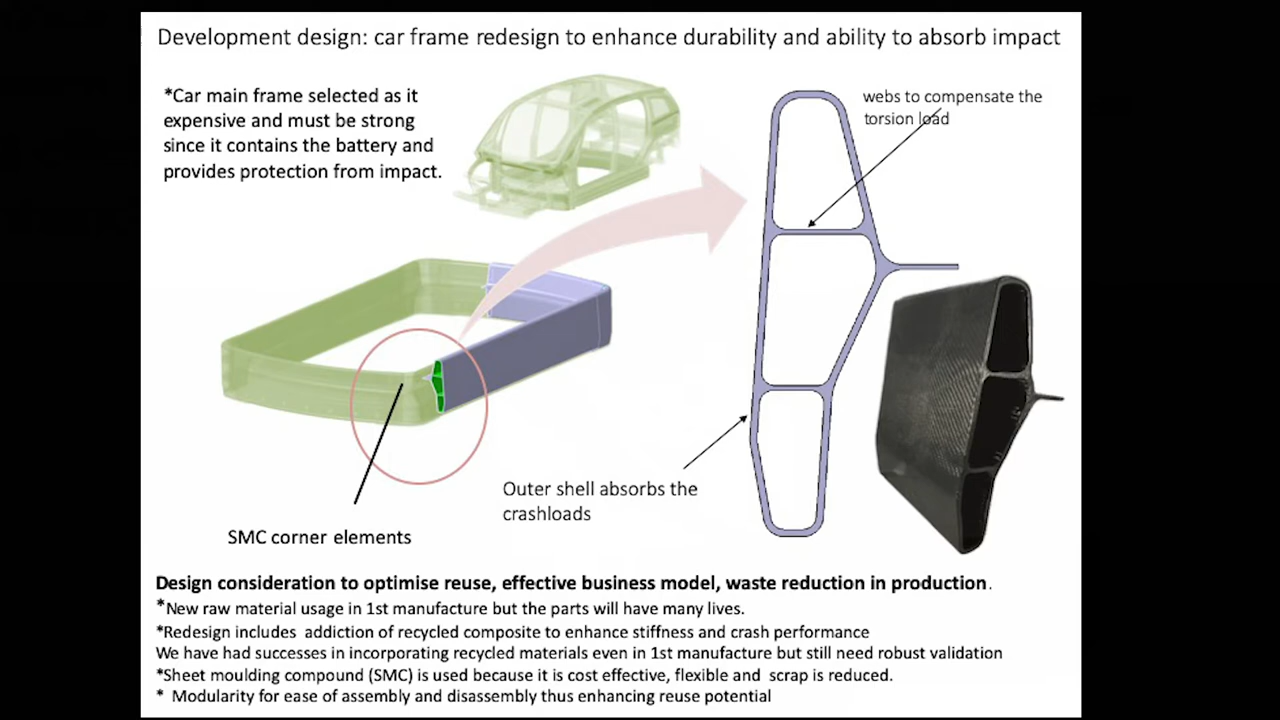 Development design: car frame redesign to enhance durability and ability to absorb impact
*Car main frame selected as it
expensive and must be strong
since it contains the battery and
provides protection from impact.
webs to compensate the
torsion load
Outer shell absorbs the
crashloads
SMC corner elements
Design consideration to optimise reuse, effective business model, waste reduction in production.
*New raw material usage in 1st manufacture but the parts will have many lives.
*Redesign includes addiction of recycled composite to enhance stiffness and crash performance
We have had successes in incorporating recycled materials even in 1st manufacture but still need robust validation
*Sheet moulding compound (SMC) is used because it is cost effective, flexible and scrap is reduced.
* Modularity for ease of assembly and disassembly thus enhancing reuse potential